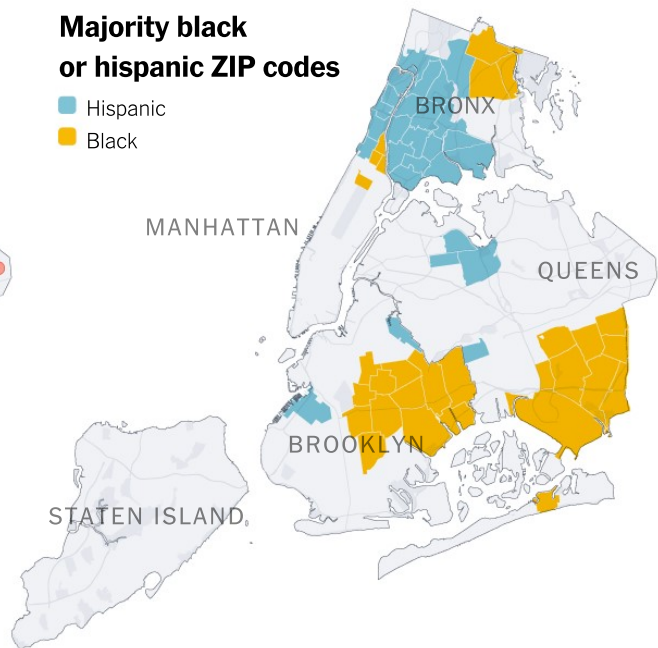 Majority black
or hispanic ZIP codes
Hispanic
Black
BRONX
MANHATTAN
QUEENS
BROOKLYN
STATEN ISLAND